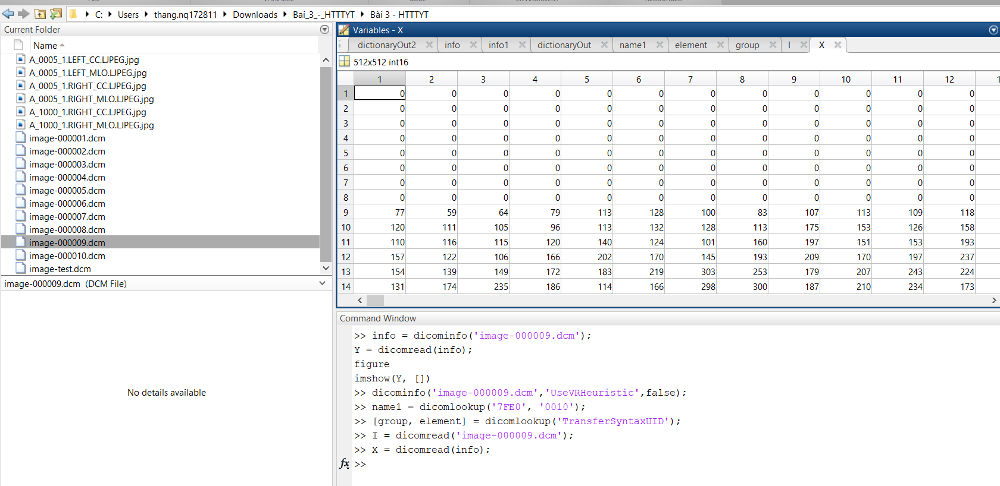 FILE VARIABLE CODE ENVIRONMENT RESOURCES
C: Users thang.nq172811 Downloads Bai_3_-_HTTTYT Bài 3 - HTTTYT
Current Folder
Name
A_0005_1.LEFT_CC.LJPEG.jpg
A_0005_1.LEFT_MLO.LJPEG.jpg
A_0005_1.RIGHT_CC.LJPEG.jpg
A_0005_1.RIGHT_MLO.LJPEG.jpg
A_1000_1.RIGHT_CC.LJPEG.jpg
A_1000_1.RIGHT_MLO.LJPEG.jpg
image-000001.dcm
image-000002.dcm
image-000003.dcm
image-000004.dcm
image-000005.dcm
image-000006.dcm
image-000007.dcm
image-000008.dcm
image-000009.dcm
image-000010.dcm
image-test.dcm
image-000009.dcm (DCM File)
No details available
Variables - X
dictionaryOut2 info info1 dictionaryOut name1 element group I X
512x512 int16
1 2 3 4 5 6 7 8 9 10 11 12
1 0 0 0 0 0 0 0 0 0 0 0 0
2 0 0 0 0 0 0 0 0 0 0 0 0
3 0 0 0 0 0 0 0 0 0 0 0 0
4 0 0 0 0 0 0 0 0 0 0 0 0
5 0 0 0 0 0 0 0 0 0 0 0 0
6 0 0 0 0 0 0 0 0 0 0 0 0
7 0 0 0 0 0 0 0 0 0 0 0 0
8 0 0 0 0 0 0 0 0 0 0 0 0
9 77 59 64 79 113 128 100 83 107 113 109 118
10 120 111 105 96 113 132 128 113 175 153 126 158
11 110 116 115 120 140 124 101 160 197 151 153 193
12 157 122 106 166 202 170 145 193 209 170 197 237
13 154 139 149 172 183 219 303 253 179 207 243 224
14 131 174 235 186 114 166 298 300 187 210 234 173
Command Window
>> info = dicominfo('image-000009.dcm');
Y = dicomread(info);
figure
imshow(Y, [])
>> dicominfo('image-000009.dcm','UseVRHeuristic',false);
>> name1 = dicomlookup('7FE0', '0010');
>> [group, element] = dicomlookup('TransferSyntaxUID');
>> I = dicomread('image-000009.dcm');
>> X = dicomread(info);
fx >>